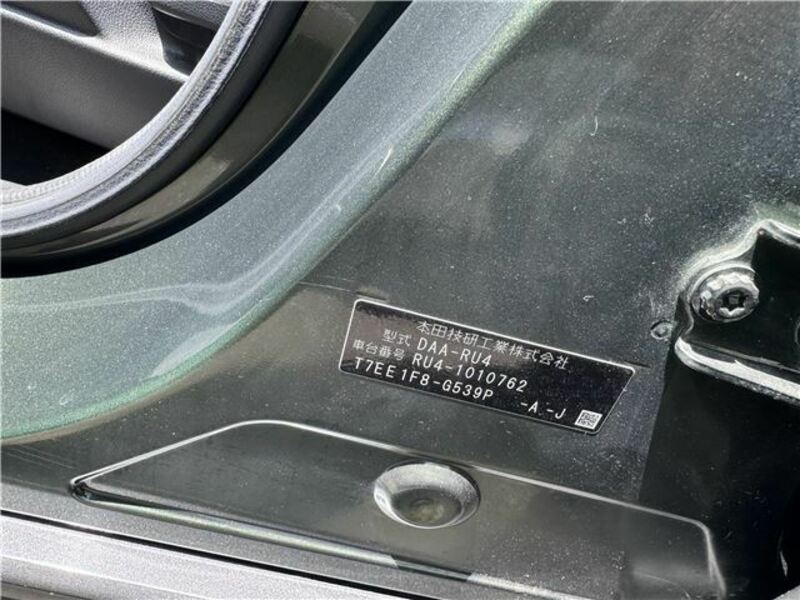 本田技研工業株式会社
型式 DAA-RU4
車台番号 RU4-1010762
T7EE1F8-G539P -A-J